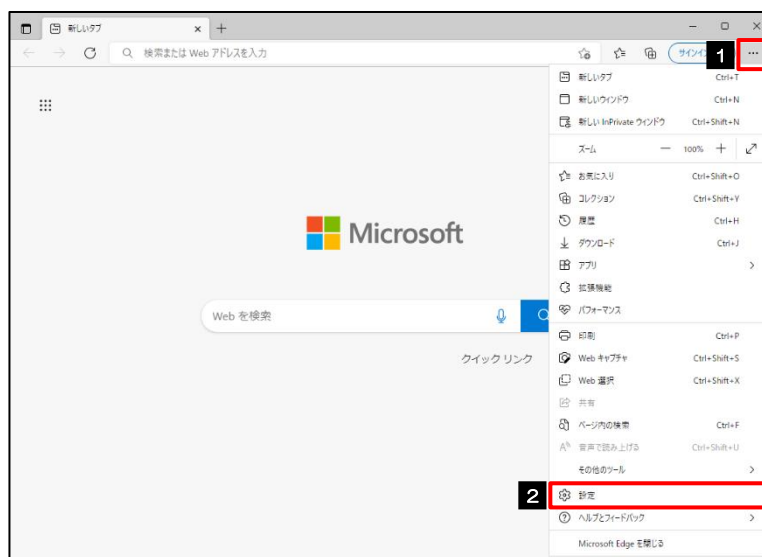 新しいタブ
検索または Web アドレスを入力
1
新しいタブ Ctrl+T
新しいウィンドウ Ctrl+N
新しい InPrivate ウィンドウ Ctrl+Shift+N
ズーム 100%
お気に入り Ctrl+Shift+O
コレクション Ctrl+Shift+Y
履歴 Ctrl+H
ダウンロード Ctrl+J
アプリ
拡張機能
パフォーマンス
Microsoft
Web を検索
クイック リンク
印刷 Ctrl+P
Web キャプチャ Ctrl+Shift+S
Web 選択 Ctrl+Shift+X
共有
ページ内の検索 Ctrl+F
音声で読み上げる Ctrl+Shift+U
その他のツール
2 設定
ヘルプとフィードバック
Microsoft Edge を閉じる